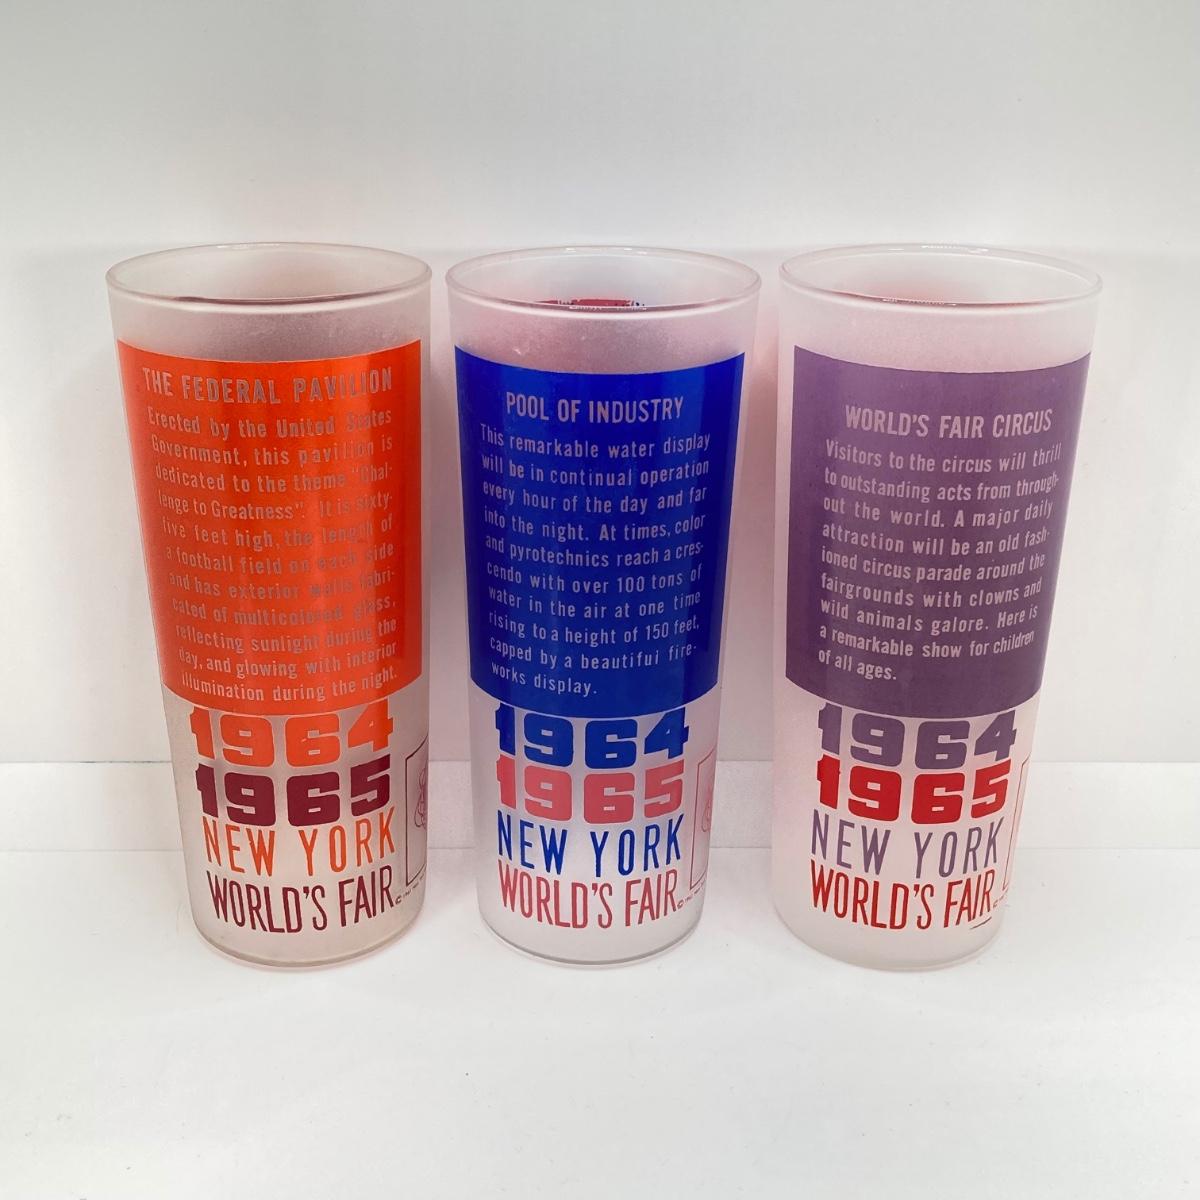 THE FEDERAL PAVILION
Erected by the United States
Government, this pavilion is
dedicated to the theme "Chal-
lenge to Greatness". It is sixty-
five feet high, the length of
a football field on each side
and has exterior walls fabri-
cated of multicolored glass,
reflecting sunlight during the
day, and glowing with interior
illumination during the night.
1964
1965
NEW YORK
WORLD'S FAIR
POOL OF INDUSTRY
This remarkable water display
will be in continual operation
every hour of the day and far
into the night. At times, color
and pyrotechnics reach a cres-
cendo with over 100 tons of
water in the air at one time
rising to a height of 150 feet,
capped by a beautiful fire-
works display.
1964
1965
NEW YORK
WORLD'S FAIR
WORLD'S FAIR CIRCUS
Visitors to the circus will thrill
to outstanding acts from through-
out the world. A major daily
attraction will be an old fash-
ioned circus parade around the
fairgrounds with clowns and
wild animals galore. Here is
a remarkable show for children
of all ages.
1964
1965
NEW YORK
WORLD'S FAIR